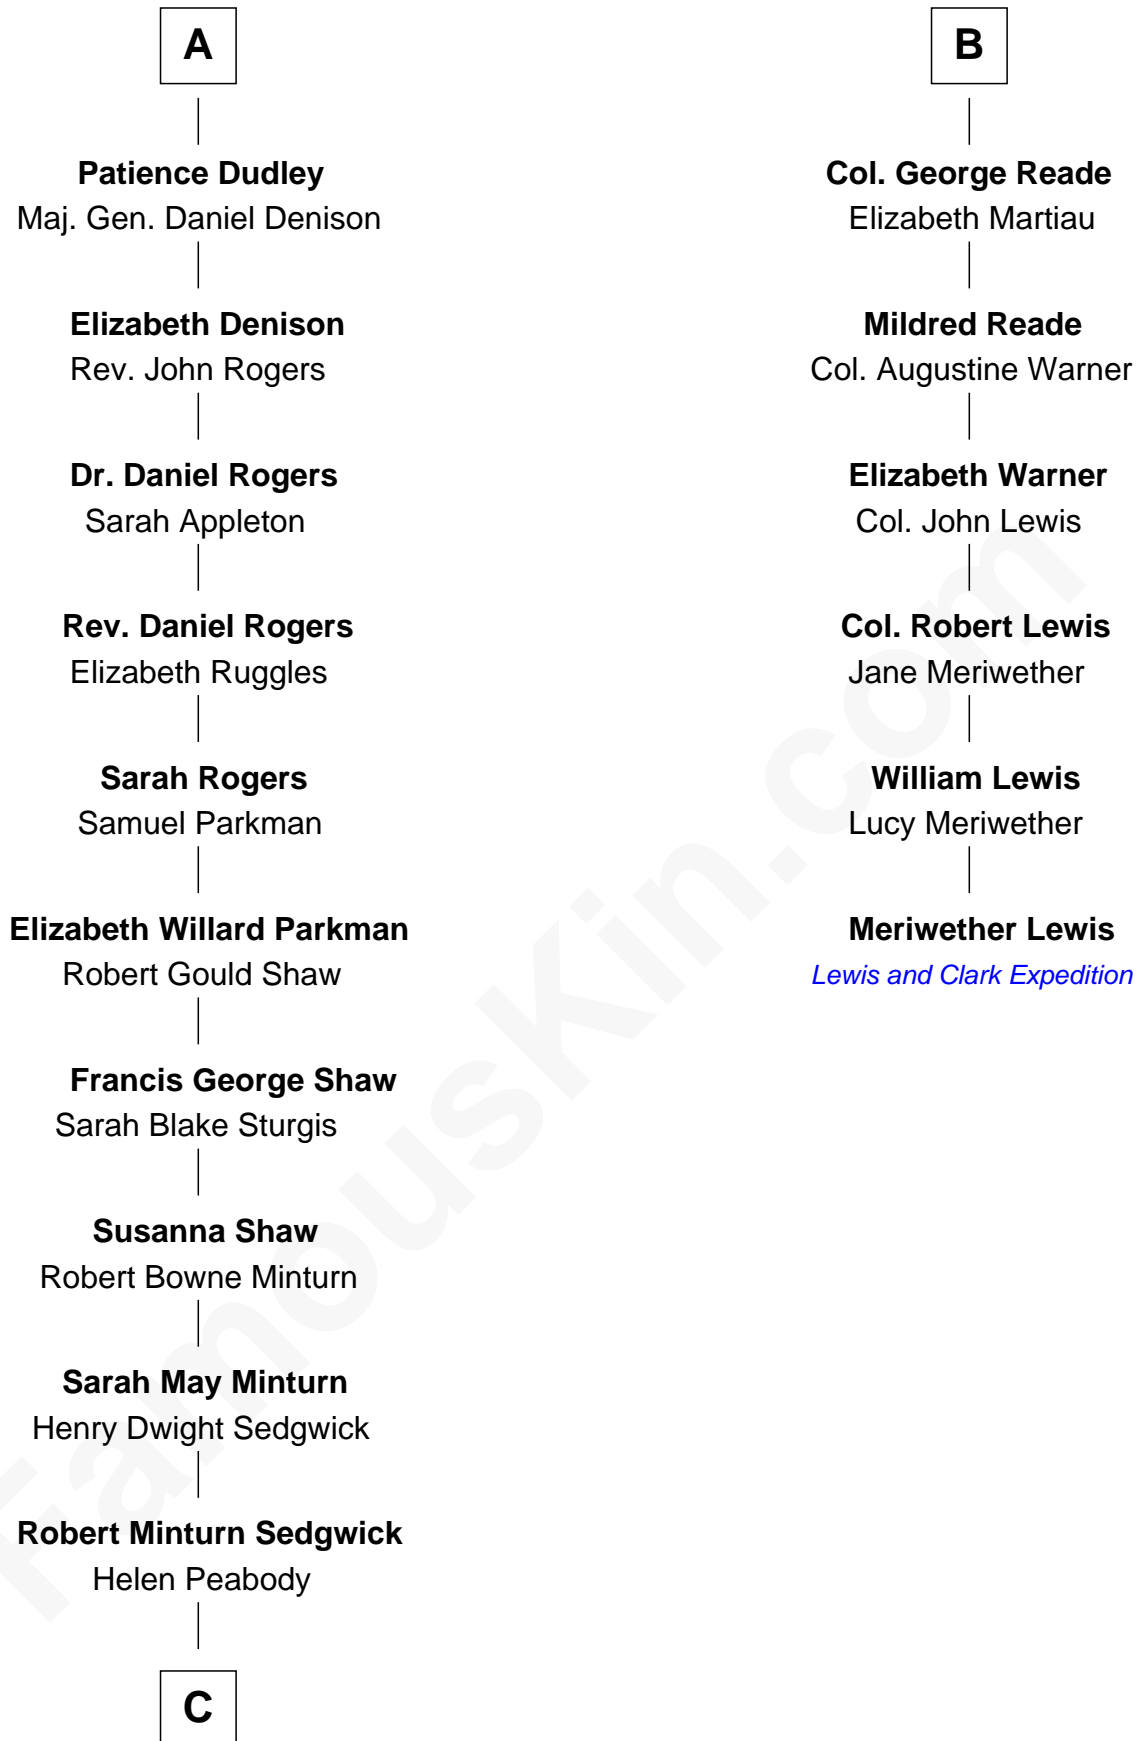 A
Patience Dudley
Maj. Gen. Daniel Denison
Elizabeth Denison
Rev. John Rogers
Dr. Daniel Rogers
Sarah Appleton
Rev. Daniel Rogers
Elizabeth Ruggles
Sarah Rogers
Samuel Parkman
Elizabeth Willard Parkman
Robert Gould Shaw
Francis George Shaw
Sarah Blake Sturgis
Susanna Shaw
Robert Bowne Minturn
Sarah May Minturn
Henry Dwight Sedgwick
Robert Minturn Sedgwick
Helen Peabody
C
B
Col. George Reade
Elizabeth Martiau
Mildred Reade
Col. Augustine Warner
Elizabeth Warner
Col. John Lewis
Col. Robert Lewis
Jane Meriwether
William Lewis
Lucy Meriwether
Meriwether Lewis
Lewis and Clark Expedition
FamousKin.com